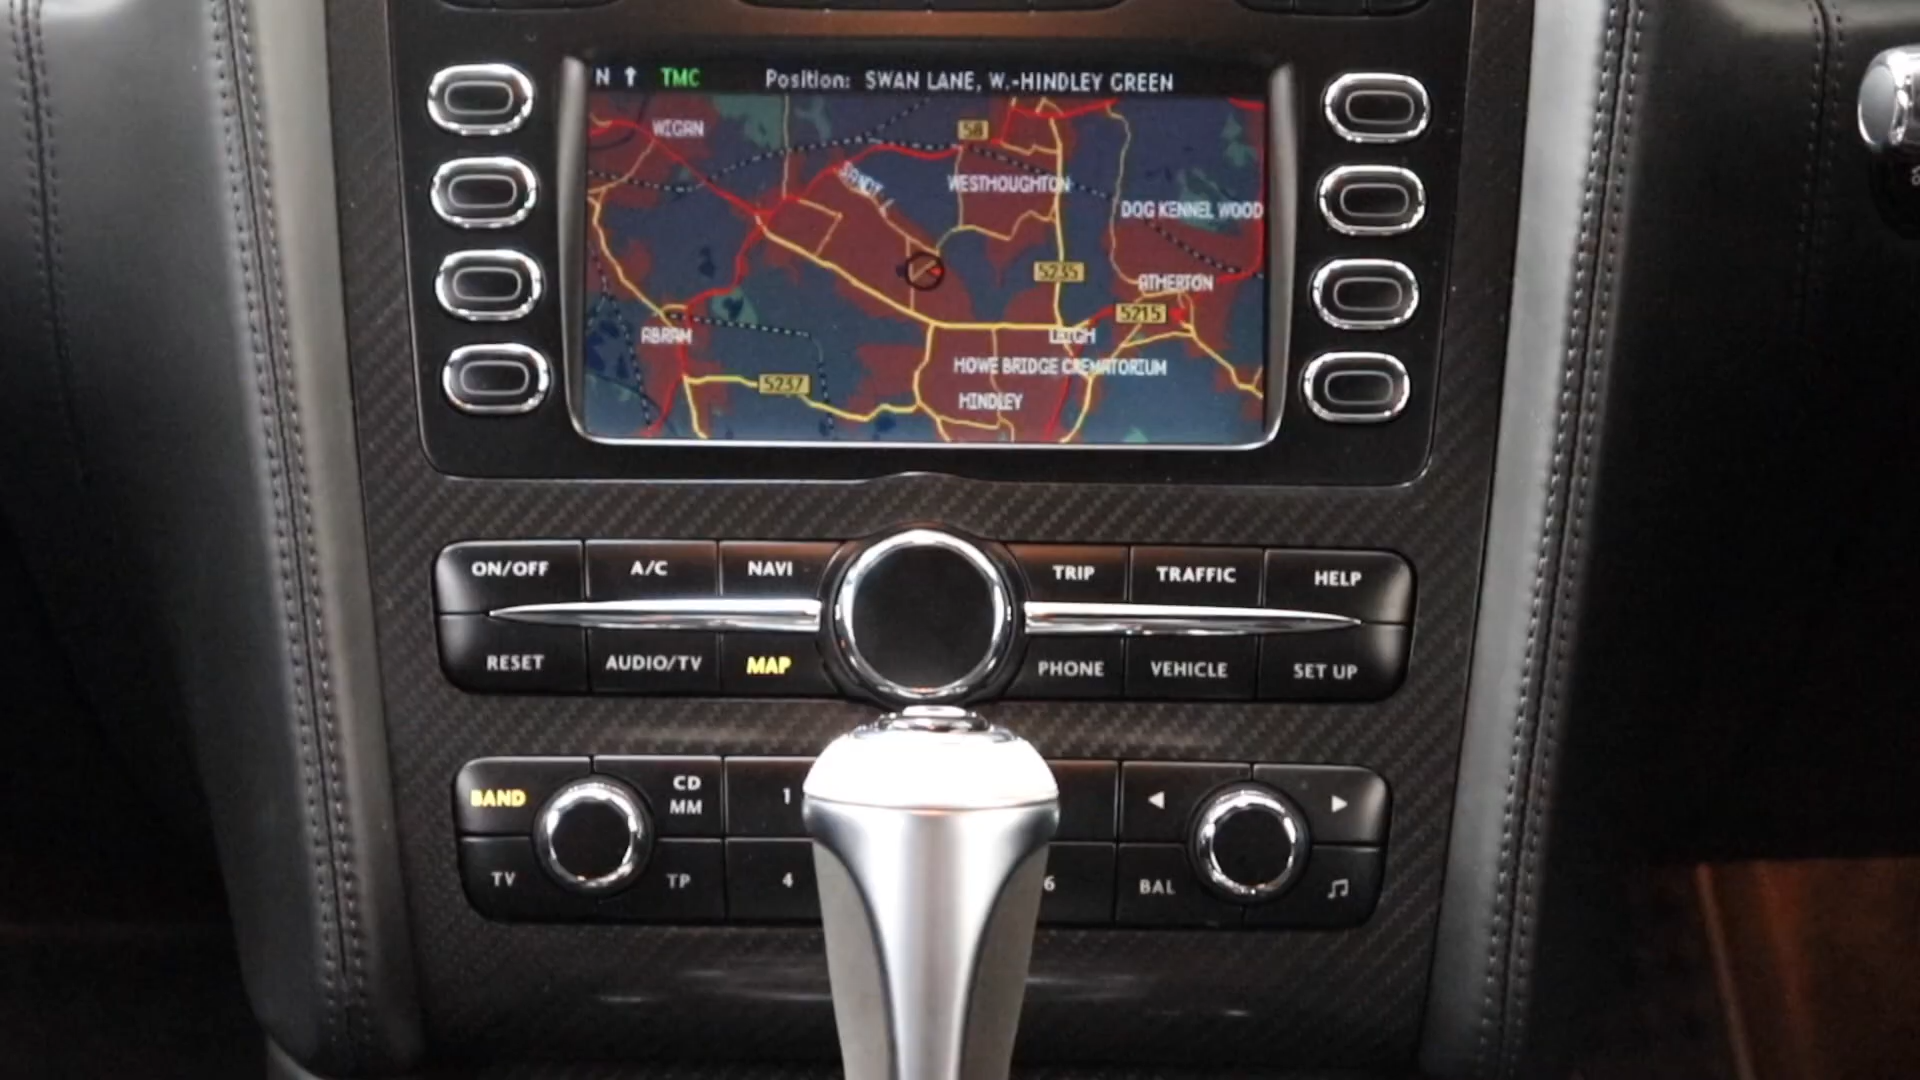 N ↑ TMC Position: SWAN LANE, W.-HINDLEY GREEN
WIGAN
58
SANDY
WESTHOUGHTON
DOG KENNEL WOOD
5235
ATHERTON
5215
ABRAM
LEIGH
HOWE BRIDGE CREMATORIUM
5237
HINDLEY
ON/OFF A/C NAVI TRIP TRAFFIC HELP
RESET AUDIO/TV MAP PHONE VEHICLE SET UP
BAND CD MM 1 ◀ ▶
TV TP 4 6 BAL ♫